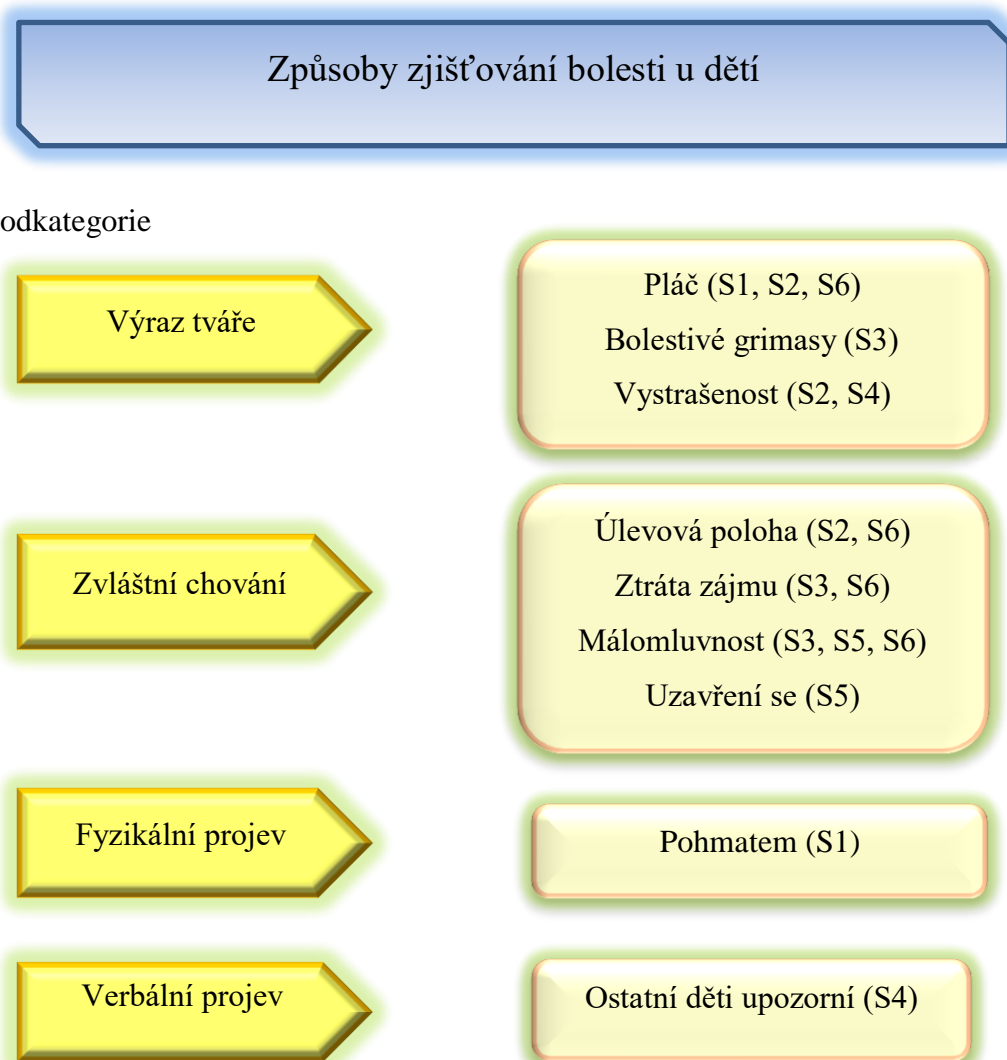 Způsoby zjišťování bolesti u dětí
odkategorie
Výraz tváře
Pláč (S1, S2, S6)
Bolestivé grimasy (S3)
Vystrašenost (S2, S4)
Zvláštní chování
Úlevová poloha (S2, S6)
Ztráta zájmu (S3, S6)
Málomluvnost (S3, S5, S6)
Uzavření se (S5)
Fyzikální projev
Pohmatem (S1)
Verbální projev
Ostatní děti upozorní (S4)